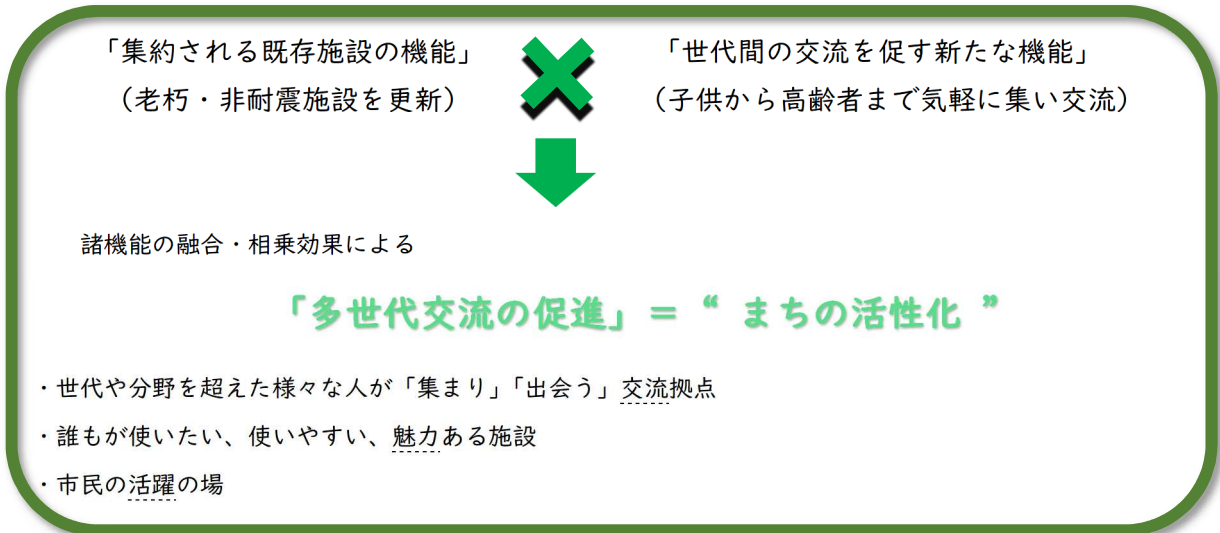 「集約される既存施設の機能」
「世代間の交流を促す新たな機能」
(老朽・非耐震施設を更新)
(子供から高齢者まで気軽に集い交流)
諸機能の融合・相乗効果による
「多世代交流の促進」＝“ まちの活性化 ”
・世代や分野を超えた様々な人が「集まり」「出会う」交流拠点
・誰もが使いたい、使いやすい、魅力ある施設
・市民の活躍の場